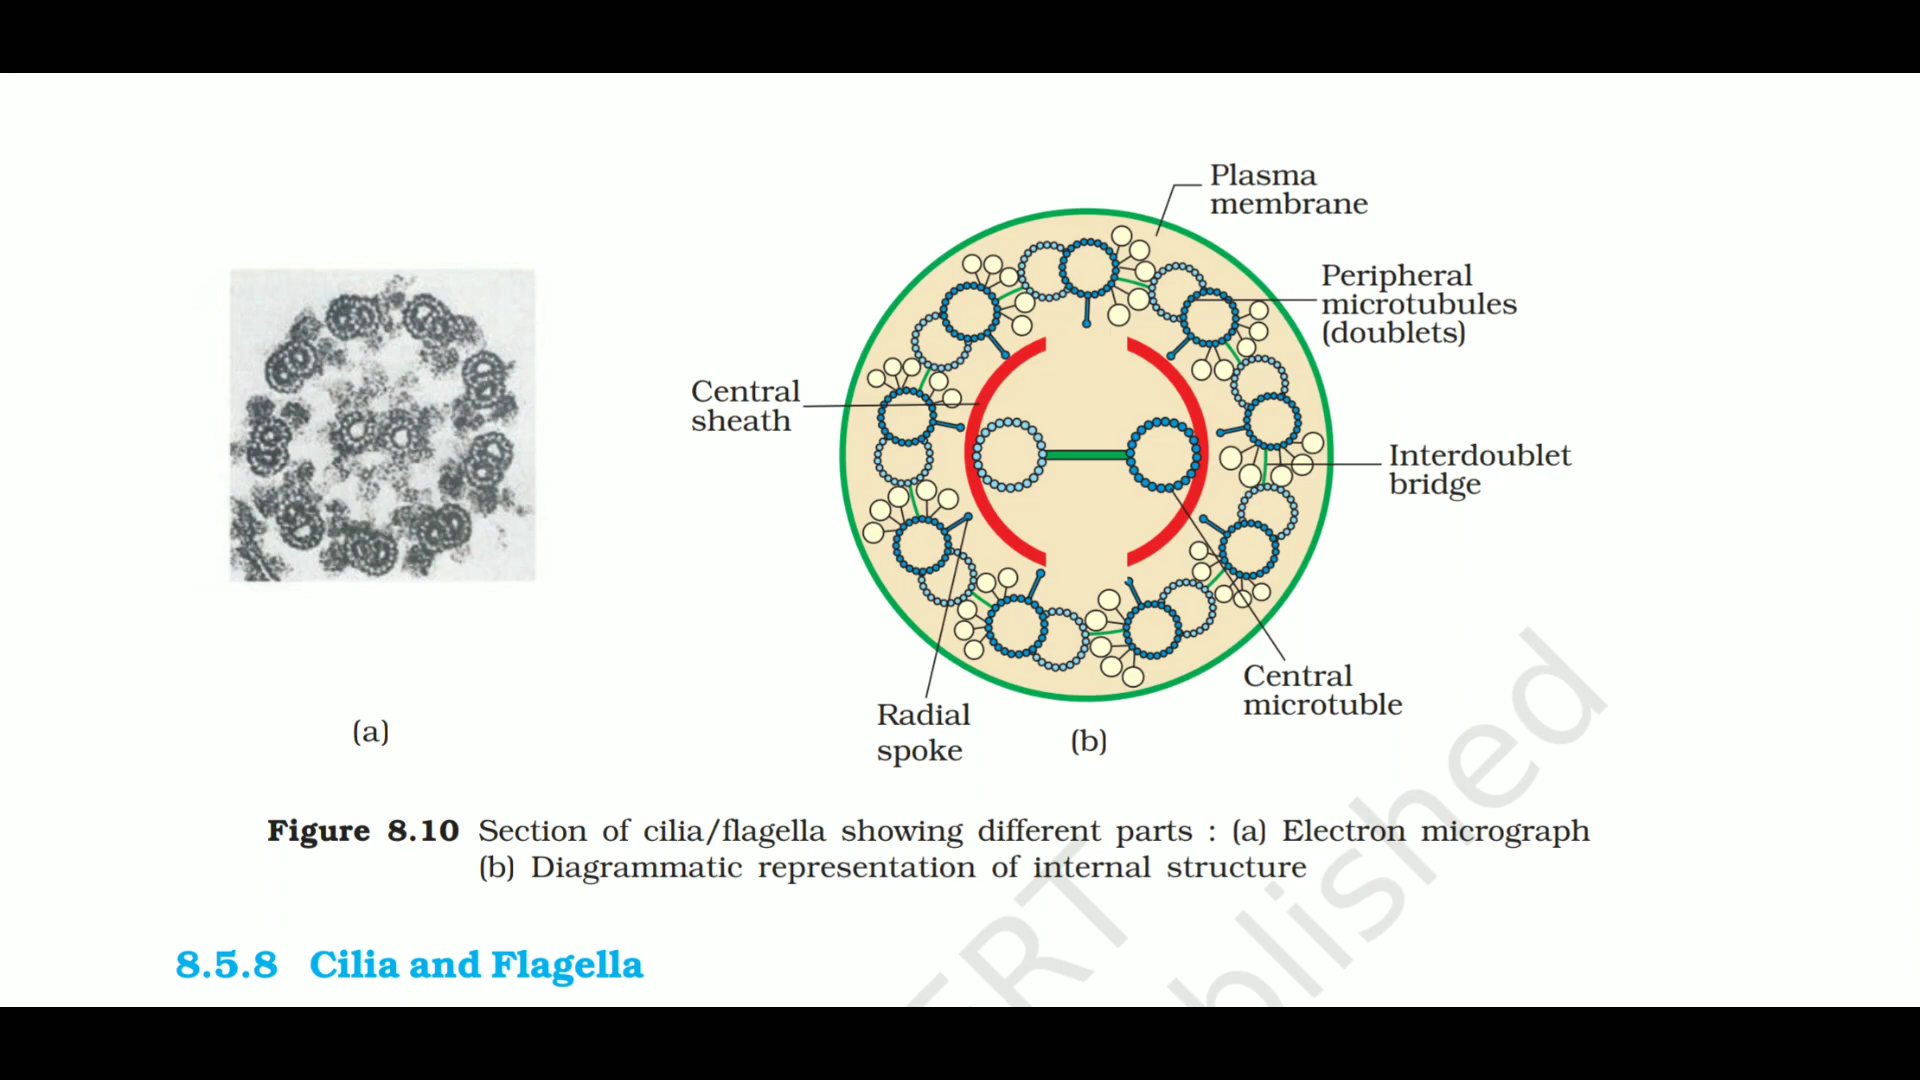 Plasma
membrane
Peripheral
microtubules
(doublets)
Central
sheath
Interdoublet
bridge
Central
microtuble
Radial
spoke
(a)
(b)
Figure 8.10 Section of cilia/flagella showing different parts : (a) Electron micrograph
(b) Diagrammatic representation of internal structure
8.5.8 Cilia and Flagella